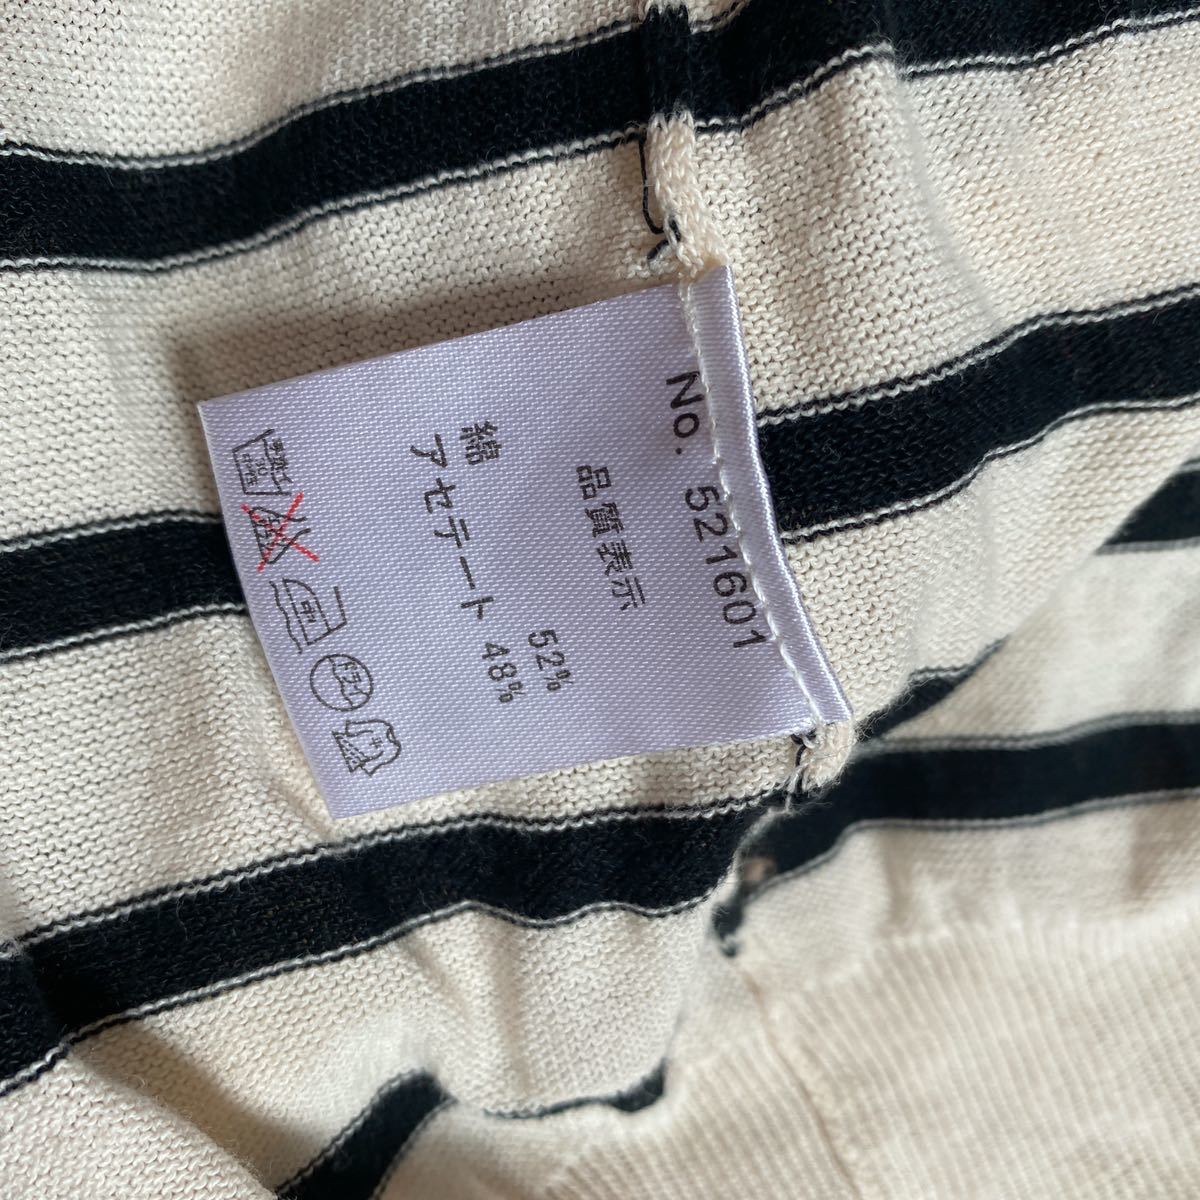 No. 521601
品質表示
綿 52%
アセテート 48%